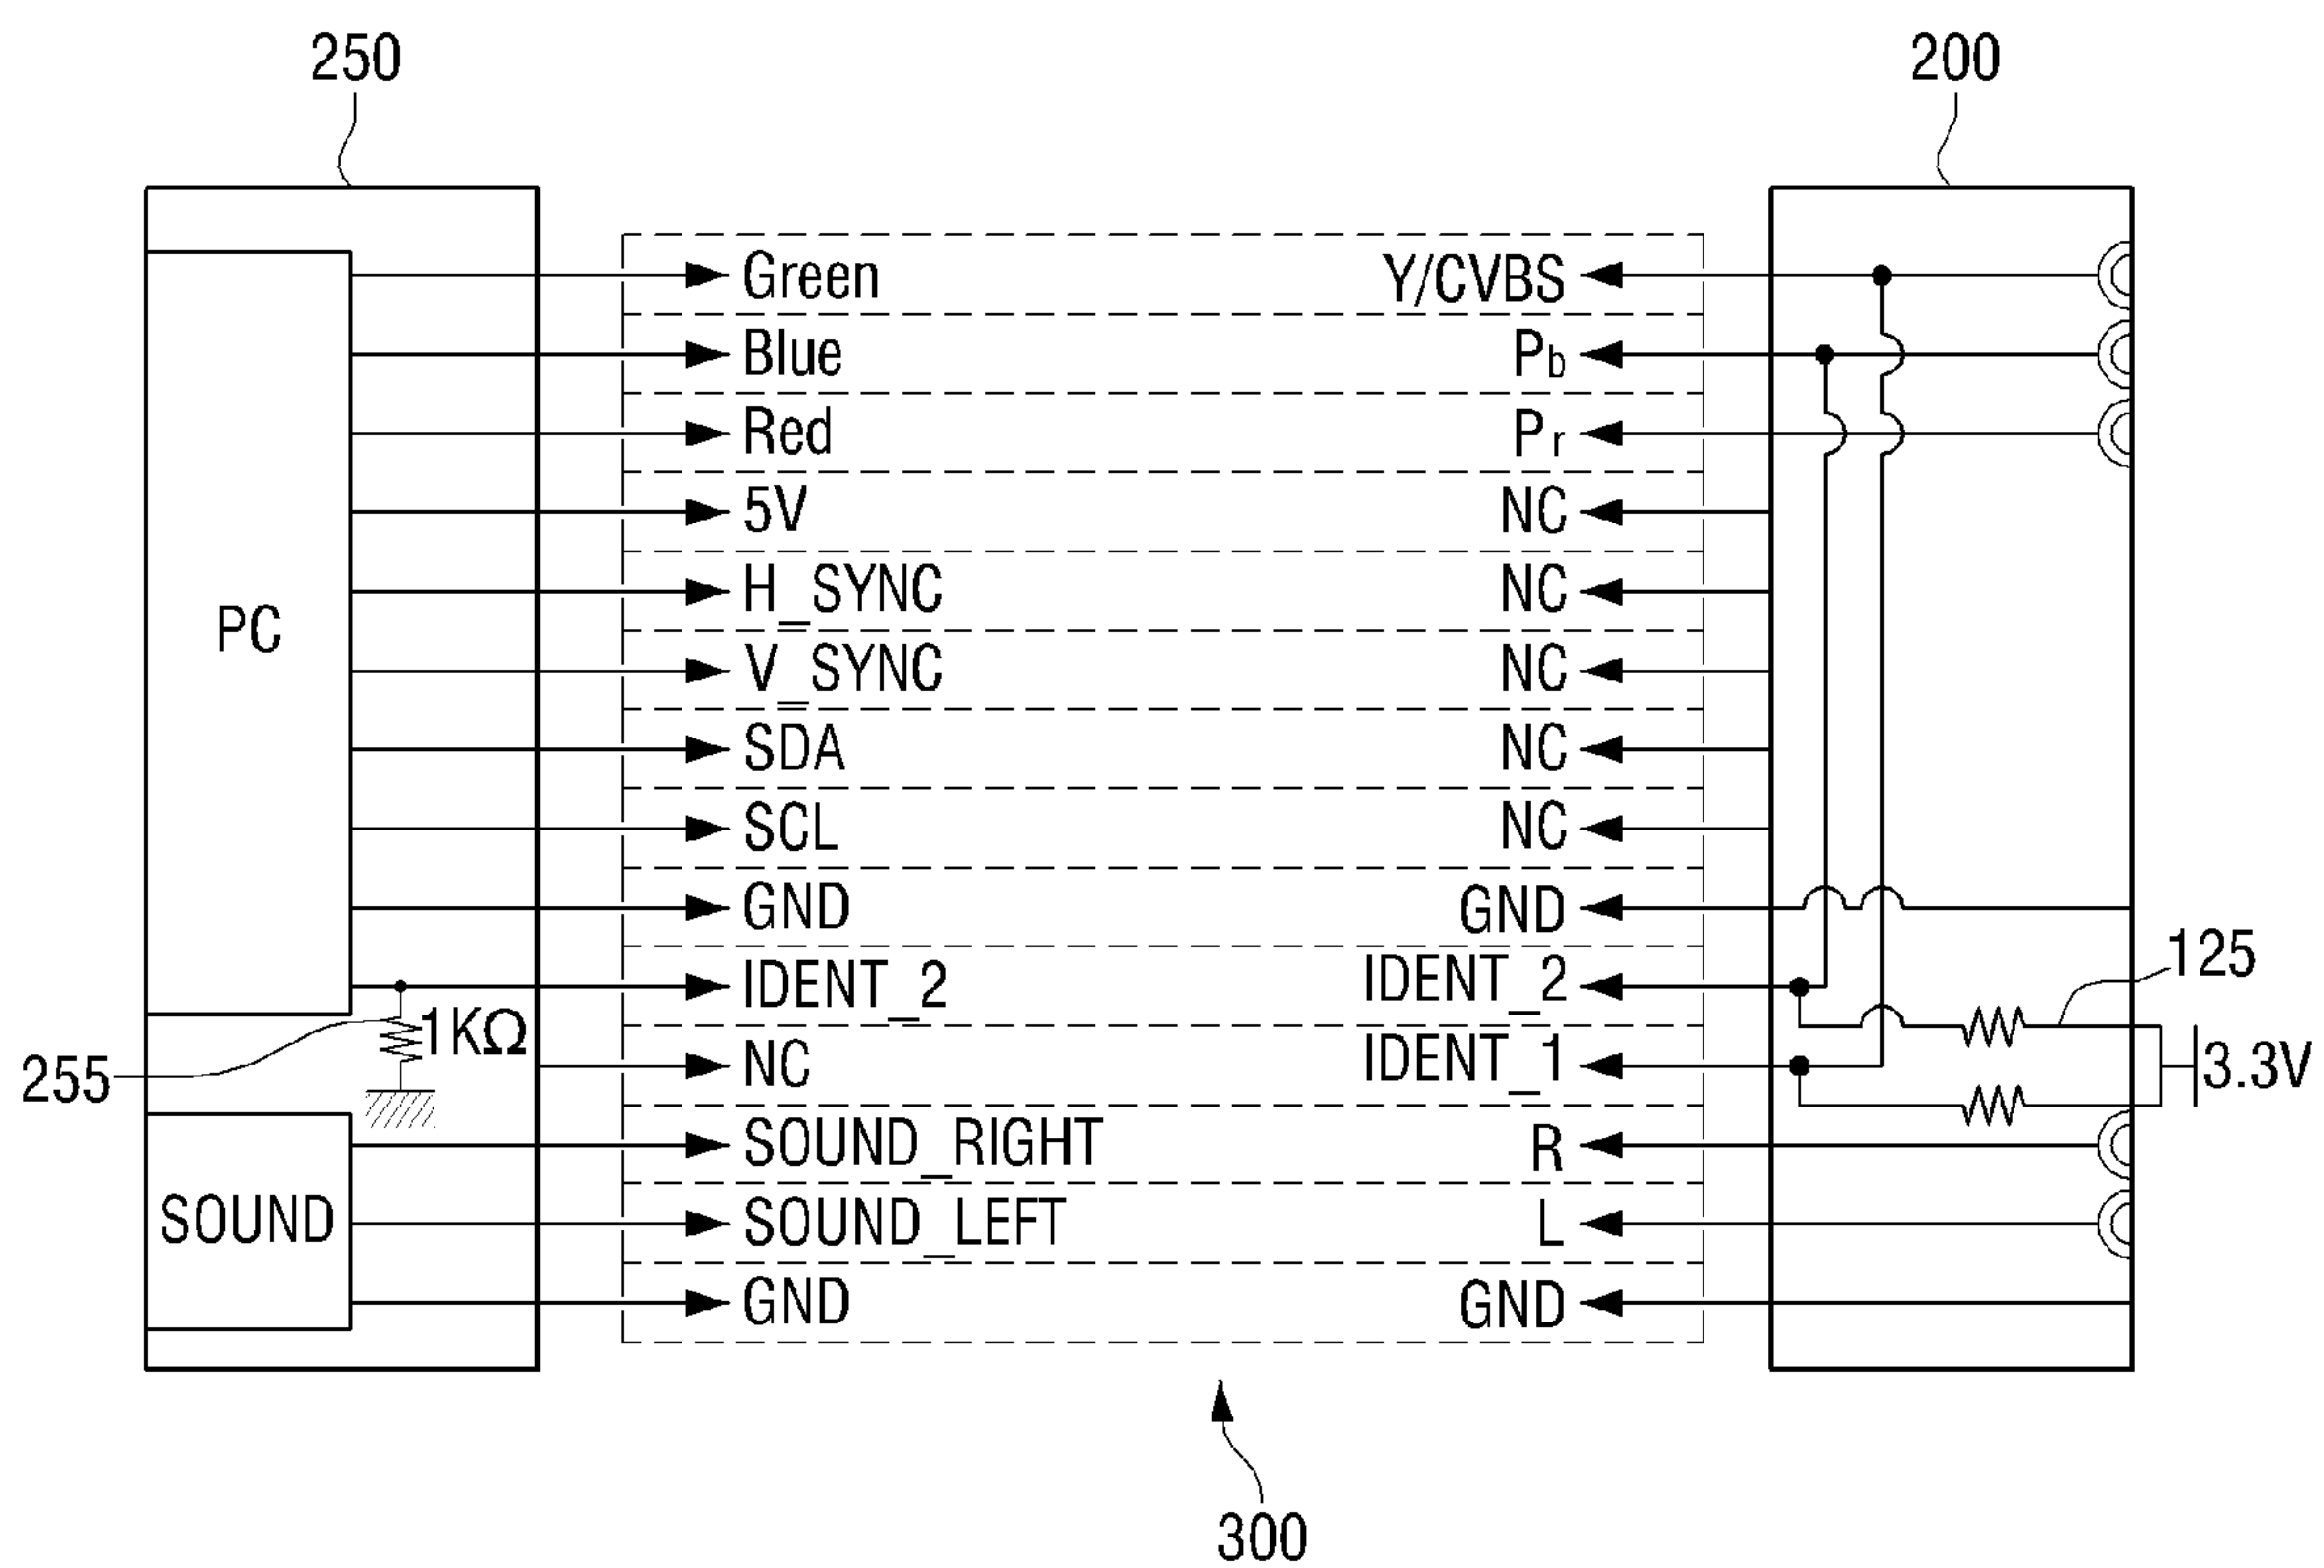 250 200
Green Y/CVBS
Blue Pb
Red Pr
5V NC
H_SYNC NC
PC V_SYNC NC
SDA NC
SCL NC
GND GND
IDENT_2 IDENT_2 125
1KΩ
255 NC IDENT_1 3.3V
SOUND_RIGHT R
SOUND SOUND_LEFT L
GND GND
300